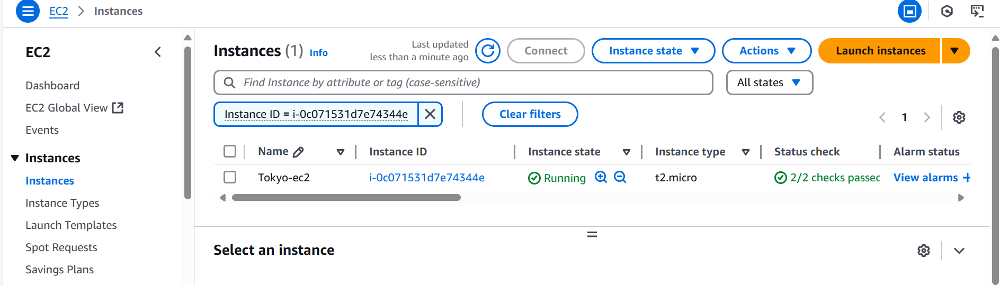 EC2 Instances
EC2
Dashboard
EC2 Global View
Events
Instances
Instances
Instance Types
Launch Templates
Spot Requests
Savings Plans
Instances (1) Info
Last updated
less than a minute ago
Connect
Instance state
Actions
Launch instances
Find Instance by attribute or tag (case-sensitive)
All states
Instance ID = i-0c071531d7e74344e
Clear filters
1
Name Instance ID Instance state Instance type Status check Alarm status
Tokyo-ec2 i-0c071531d7e74344e Running t2.micro 2/2 checks passec View alarms +
Select an instance